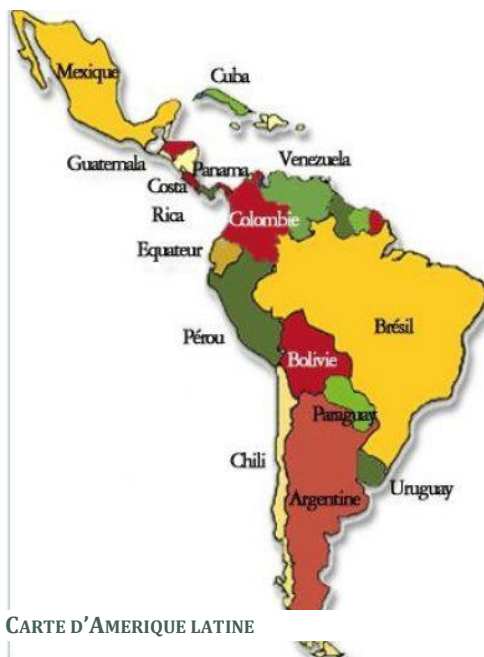 Mexique
Cuba
Guatemala
Panama
Venezuela
Costa
Rica
Colombie
Equateur
Pérou
Brésil
Bolivie
Paraguay
Chili
Uruguay
Argentine
CARTE D'AMERIQUE LATINE